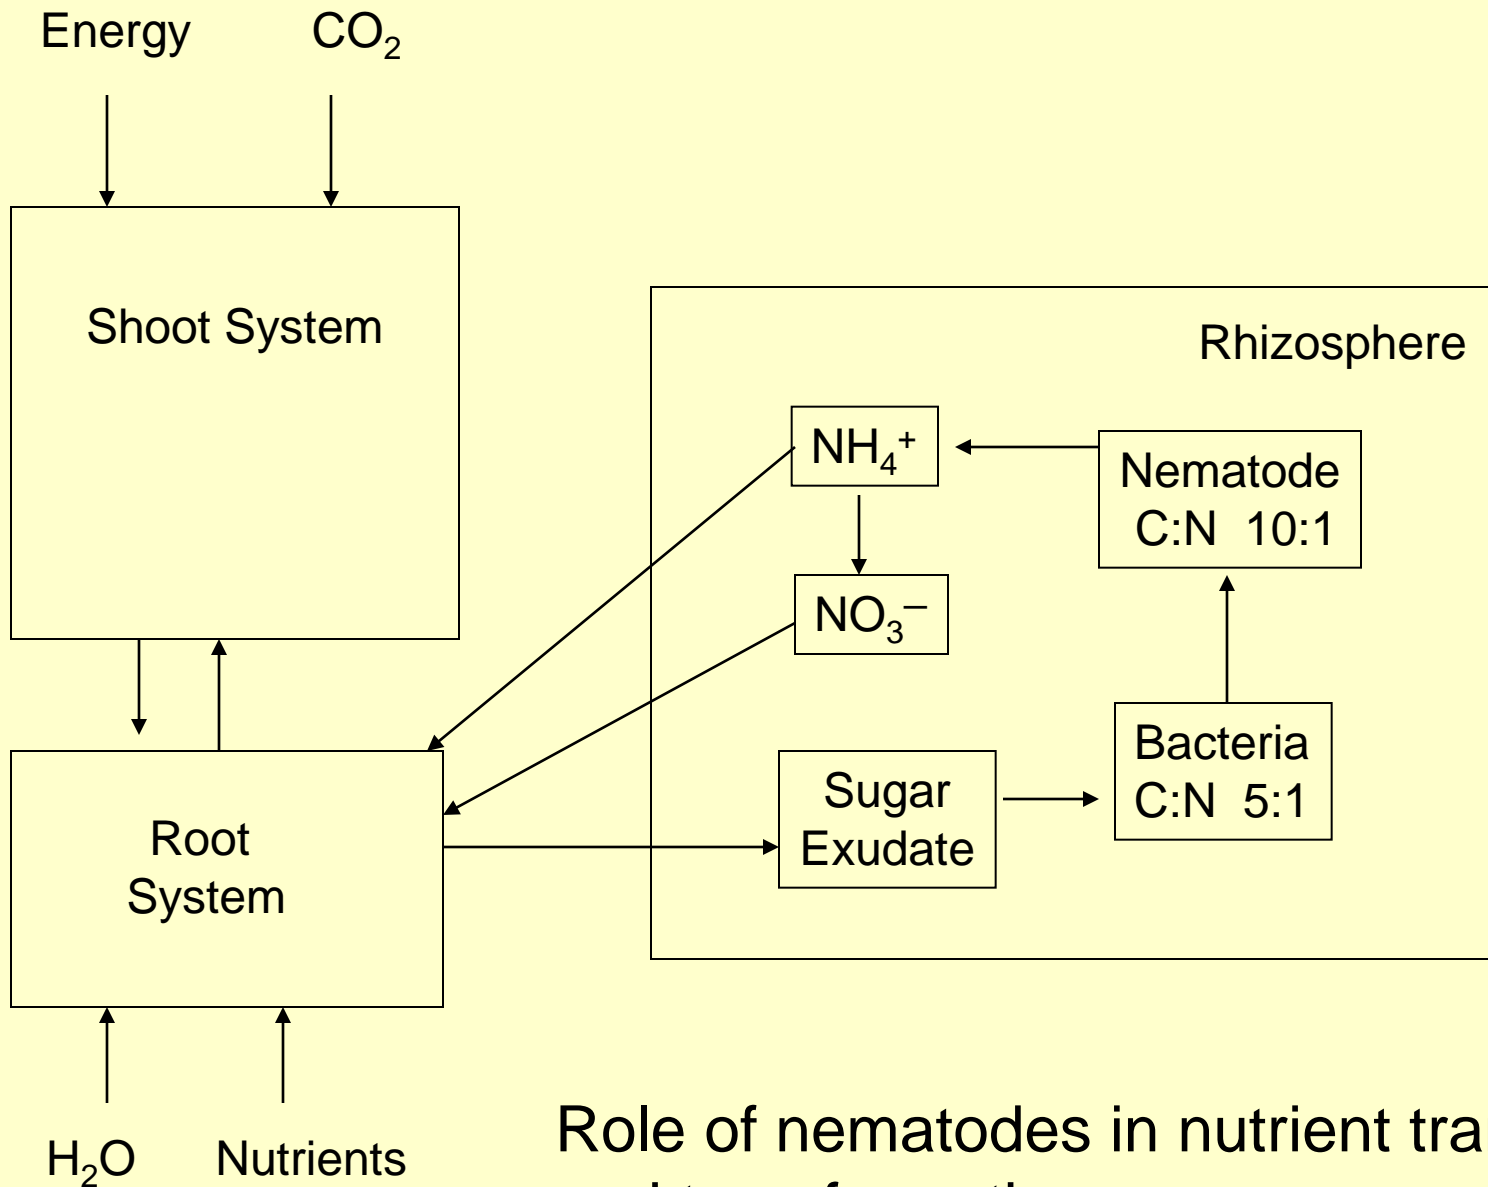 Energy CO₂
Shoot System
Rhizosphere
NH₄⁺
Nematode
C:N 10:1
NO₃⁻
Bacteria
C:N 5:1
Sugar
Exudate
Root
System
H₂O Nutrients
Role of nematodes in nutrient tra